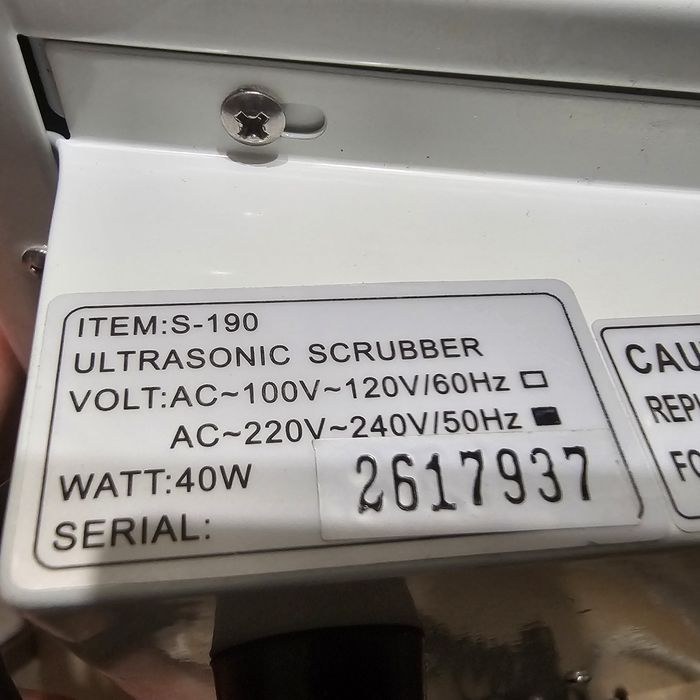 ITEM:S-190
ULTRASONIC SCRUBBER
VOLT:AC~100V~120V/60Hz
AC~220V~240V/50Hz
WATT:40W
SERIAL: 2617937
CAU
REPL
FO